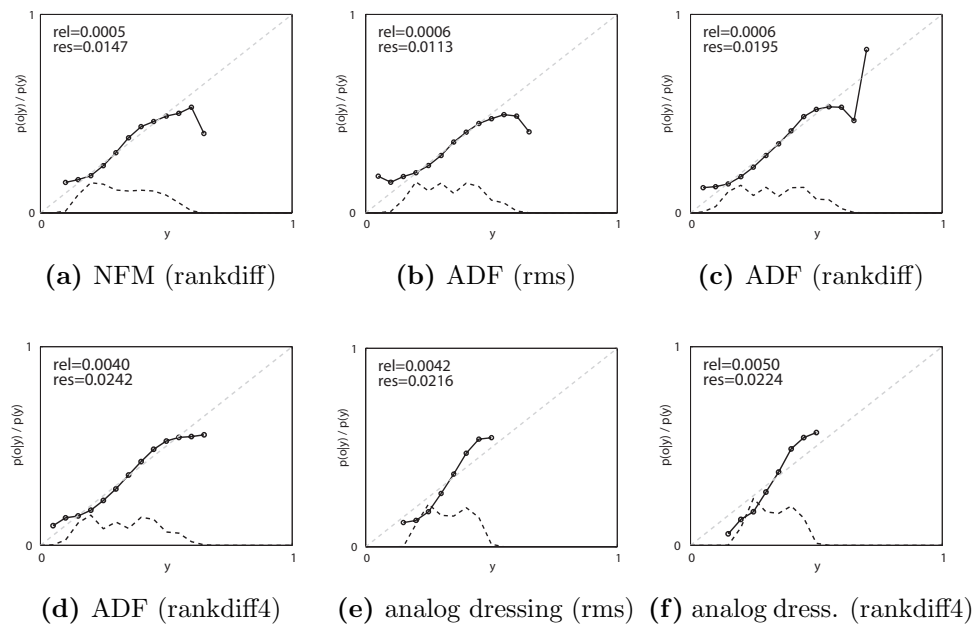 1
rel=0.0005
res=0.0147
p(o|y) / p(y)
0
0
y
1
(a) NFM (rankdiff)
1
rel=0.0006
res=0.0113
p(o|y) / p(y)
0
0
y
1
(b) ADF (rms)
1
rel=0.0006
res=0.0195
p(o|y) / p(y)
0
0
y
1
(c) ADF (rankdiff)
1
rel=0.0040
res=0.0242
p(o|y) / p(y)
0
0
y
1
(d) ADF (rankdiff4)
1
rel=0.0042
res=0.0216
p(o|y) / p(y)
0
0
y
1
(e) analog dressing (rms)
1
rel=0.0050
res=0.0224
p(o|y) / p(y)
0
0
y
1
(f) analog dress. (rankdiff4)